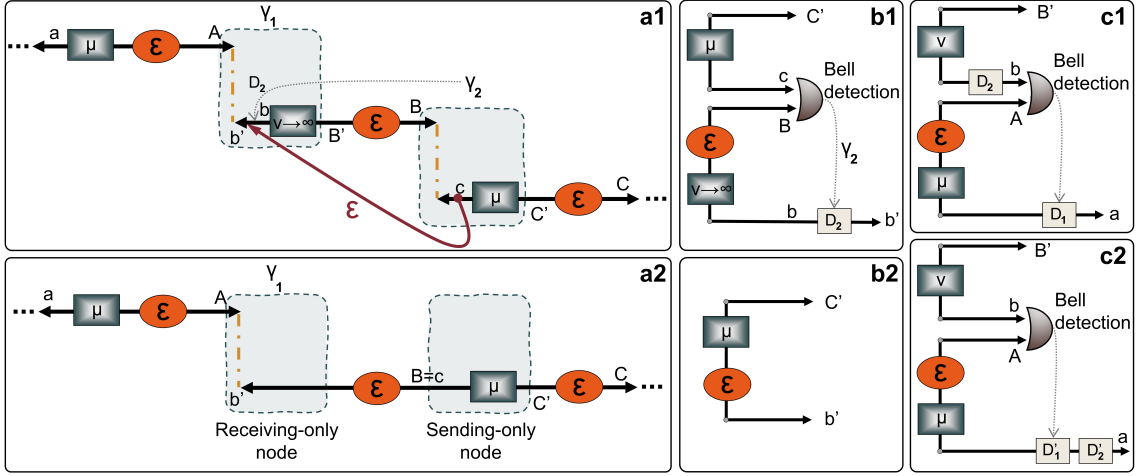 a1
γ1
a
μ
ε
A
D2
γ2
b
b'
ν→∞
B'
ε
B
c
μ
C'
ε
C
ε
b1
C'
μ
c
Bell
detection
B
ε
γ2
ν→∞
b
D2
b'
c1
B'
ν
D2
b
Bell
detection
A
ε
μ
D1
a
a2
γ1
a
μ
ε
A
b'
ε
B=c
μ
C'
ε
C
Receiving-only
node
Sending-only
node
b2
C'
μ
ε
b'
c2
B'
ν
b
Bell
detection
A
ε
μ
D'1
D'2
a